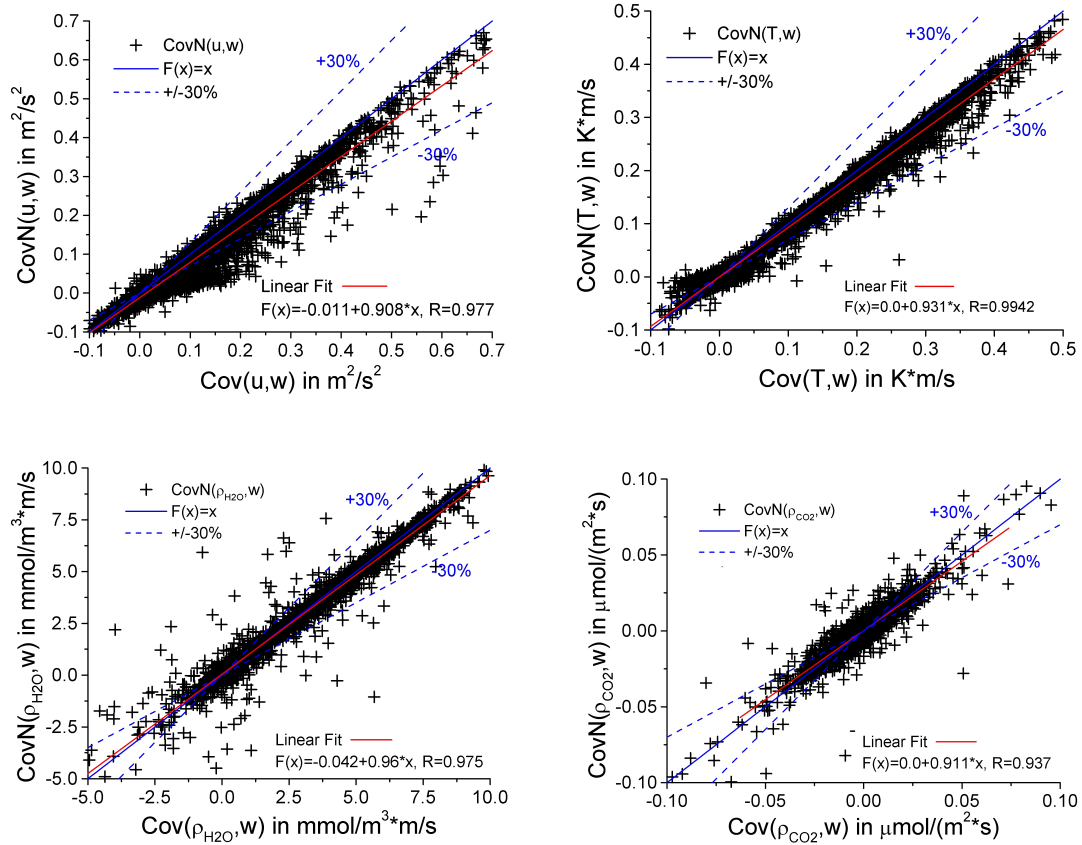 0.7
0.6
0.5
0.4
0.3
0.2
0.1
0.0
-0.1
CovN(u,w) in m²/s²
CovN(u,w)
F(x)=x
+/-30%
+30%
-30%
Linear Fit
F(x)=-0.011+0.908*x, R=0.977
-0.1 0.0 0.1 0.2 0.3 0.4 0.5 0.6 0.7
Cov(u,w) in m²/s²
0.5
0.4
0.3
0.2
0.1
0.0
-0.1
CovN(T,w) in K*m/s
CovN(T,w)
F(x)=x
+/-30%
+30%
-30%
Linear Fit
F(x)=0.0+0.931*x, R=0.9942
-0.1 0.0 0.1 0.2 0.3 0.4 0.5
Cov(T,w) in K*m/s
10.0
7.5
5.0
2.5
0.0
-2.5
-5.0
CovN(ρH2O,w) in mmol/m³*m/s
CovN(ρH2O,w)
F(x)=x
+/-30%
+30%
-30%
Linear Fit
F(x)=-0.042+0.96*x, R=0.975
-5.0 -2.5 0.0 2.5 5.0 7.5 10.0
Cov(ρH2O,w) in mmol/m³*m/s
0.10
0.05
0.00
-0.05
-0.10
CovN(ρCO2,w) in μmol/(m²*s)
CovN(ρCO2,w)
F(x)=x
+/-30%
+30%
-30%
Linear Fit
F(x)=0.0+0.911*x, R=0.937
-0.10 -0.05 0.00 0.05 0.10
Cov(ρCO2,w) in μmol/(m²*s)